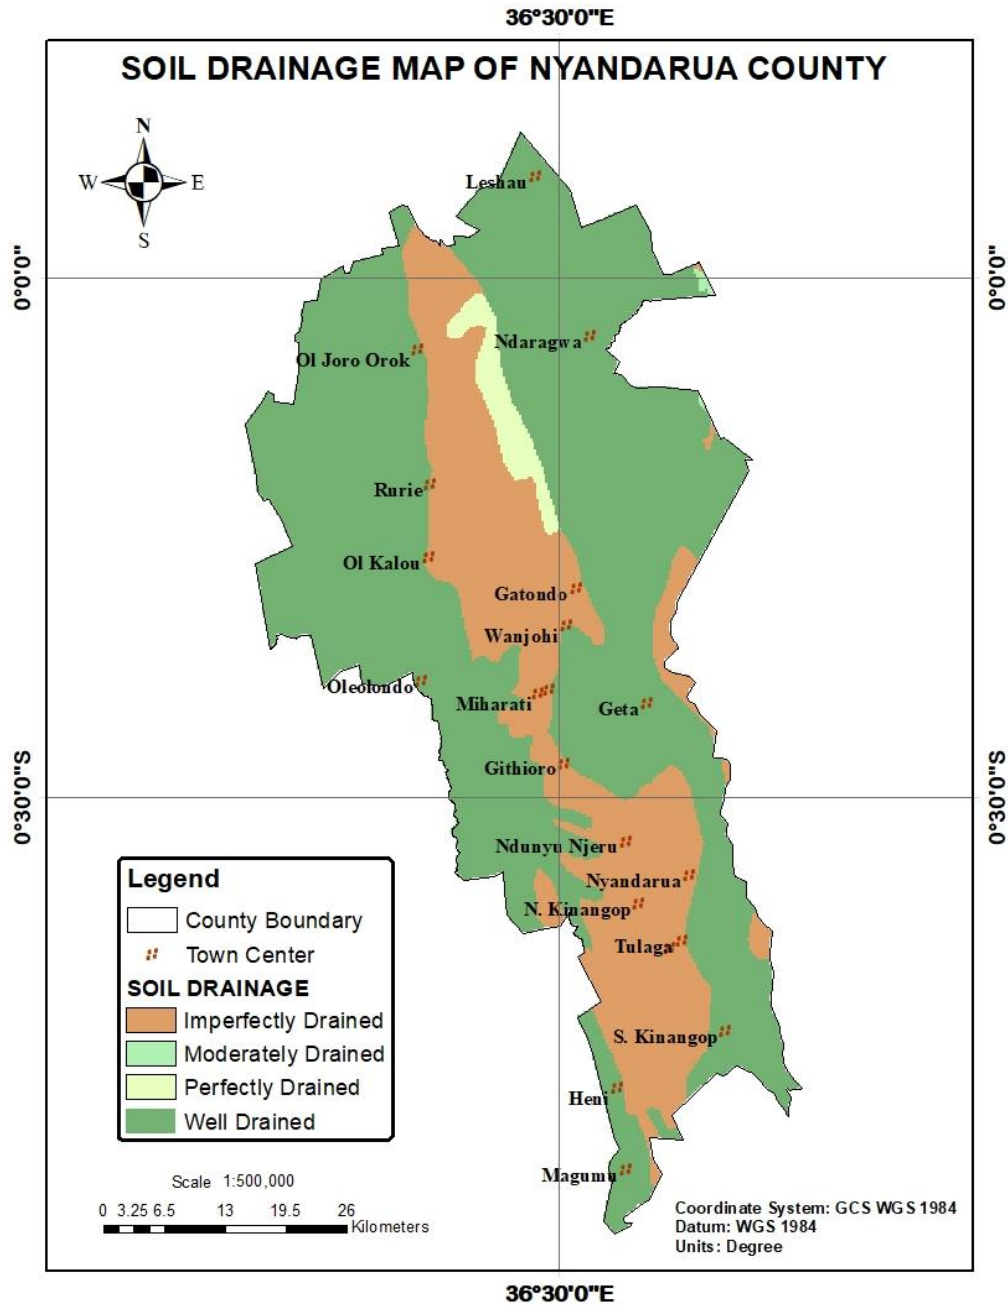 36°30'0"E
SOIL DRAINAGE MAP OF NYANDARUA COUNTY
N
W E
S
Leshau
0°0'0"
0°0'0"
Ndaragwa
Ol Joro Orok
Rurie
Ol Kalou
Gatondo
Wanjohi
Oleolondo
Miharati
Geta
Githioro
0°30'0"S
0°30'0"S
Ndunyu Njeru
Nyandarua
N. Kinangop
Tulaga
S. Kinangop
Heni
Magumu
Legend
County Boundary
Town Center
SOIL DRAINAGE
Imperfectly Drained
Moderately Drained
Perfectly Drained
Well Drained
Scale 1:500,000
0 3.25 6.5 13 19.5 26
Kilometers
Coordinate System: GCS WGS 1984
Datum: WGS 1984
Units: Degree
36°30'0"E